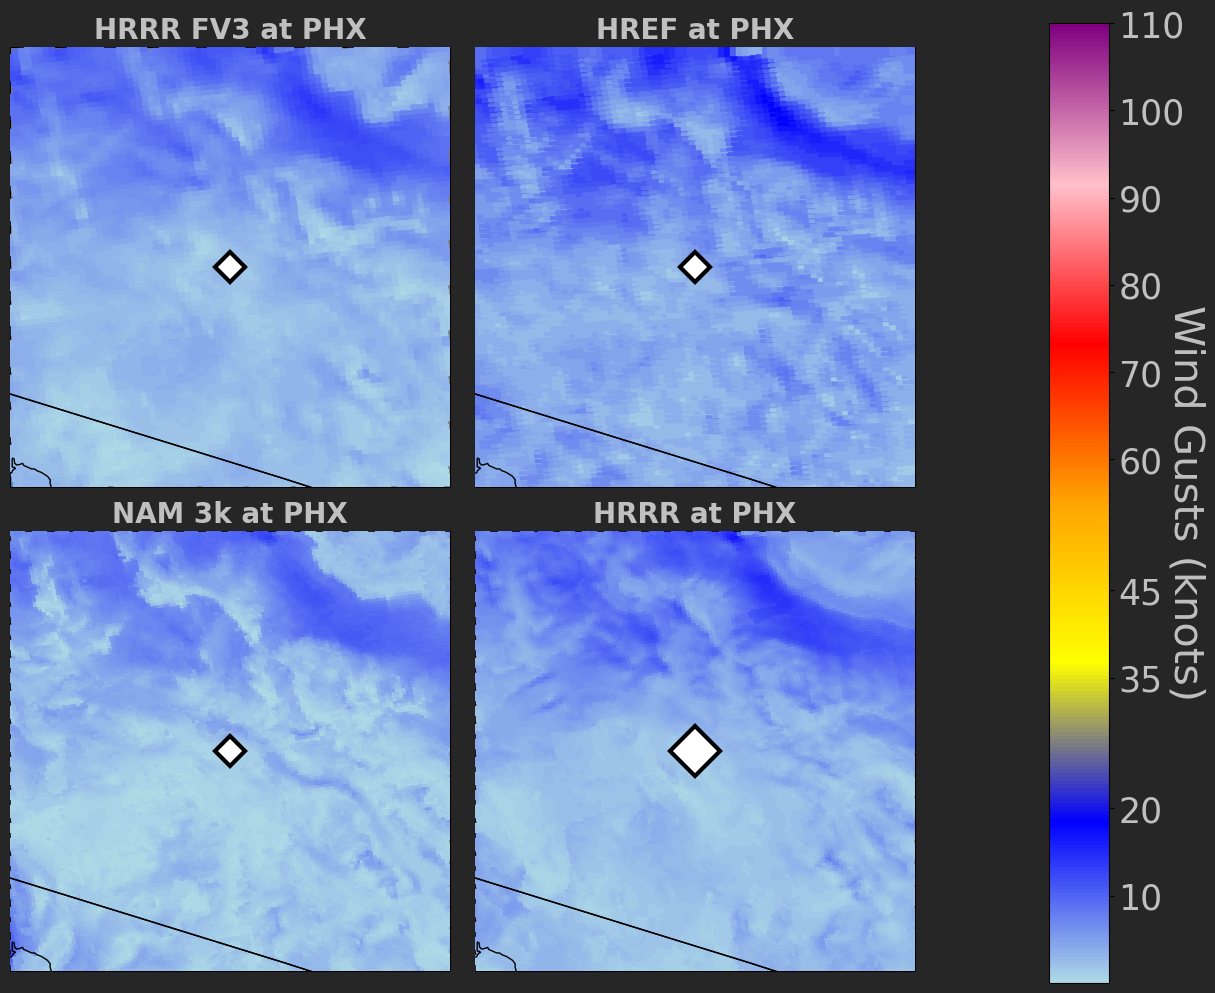 HRRR FV3 at PHX
HREF at PHX
NAM 3k at PHX
HRRR at PHX
110
100
90
80
70
60
45
35
20
10
Wind Gusts (knots)